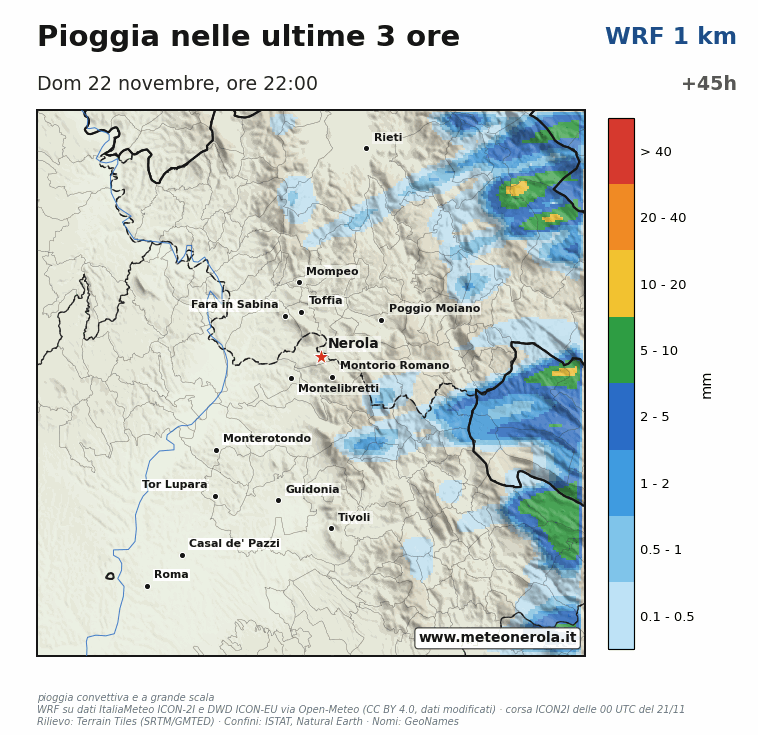 Pioggia nelle ultime 3 ore
WRF 1 km
Dom 22 novembre, ore 22:00
+45h
Rieti
Mompeo
Toffia
Fara in Sabina
Poggio Moiano
Nerola
Montorio Romano
Montelibretti
Monterotondo
Tor Lupara
Guidonia
Tivoli
Casal de' Pazzi
Roma
www.meteonerola.it
> 40
20 - 40
10 - 20
5 - 10
2 - 5
1 - 2
0.5 - 1
0.1 - 0.5
mm
pioggia convettiva e a grande scala
WRF su dati ItaliaMeteo ICON-2I e DWD ICON-EU via Open-Meteo (CC BY 4.0, dati modificati) · corsa ICON2I delle 00 UTC del 21/11
Rilievo: Terrain Tiles (SRTM/GMTED) · Confini: ISTAT, Natural Earth · Nomi: GeoNames